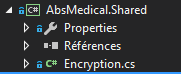 C# AbsMedical.Shared
Properties
Références
C# Encryption.cs